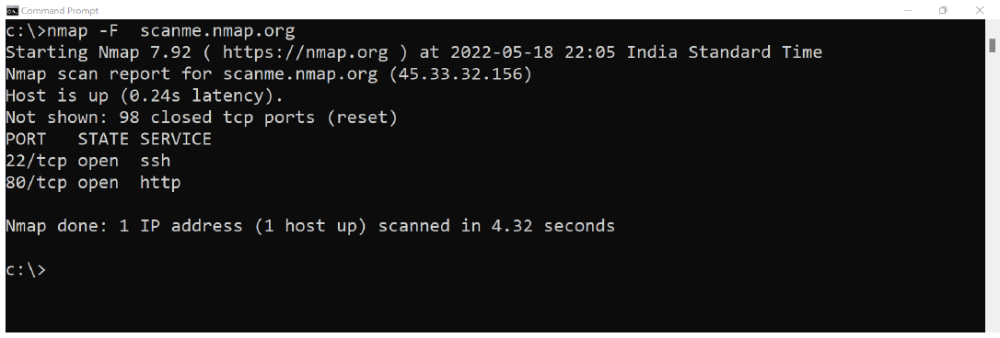 Command Prompt
c:\>nmap -F  scanme.nmap.org
Starting Nmap 7.92 ( https://nmap.org ) at 2022-05-18 22:05 India Standard Time
Nmap scan report for scanme.nmap.org (45.33.32.156)
Host is up (0.24s latency).
Not shown: 98 closed tcp ports (reset)
PORT   STATE SERVICE
22/tcp open  ssh
80/tcp open  http
Nmap done: 1 IP address (1 host up) scanned in 4.32 seconds
c:\>